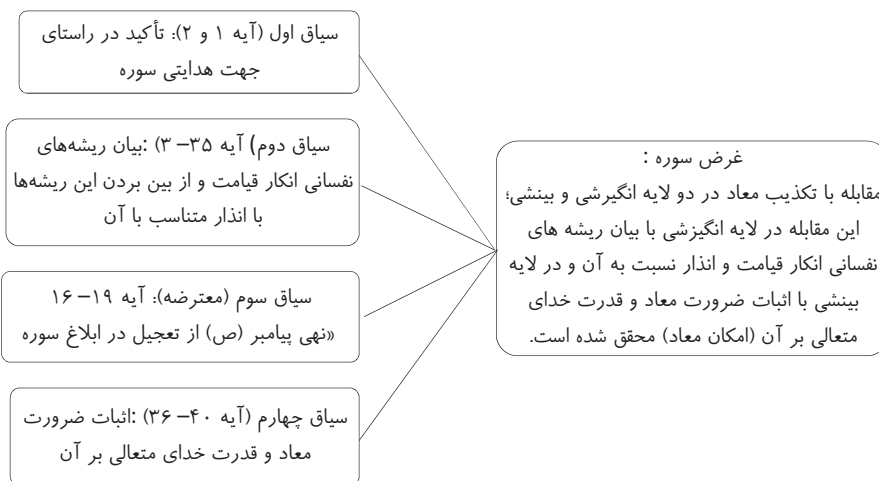 غرض سوره :
مقابله با تکذیب معاد در دو لایه انگیرشی و بینشی؛
این مقابله در لایه انگیزشی با بیان ریشه های
نفسانی انکار قیامت و انذار نسبت به آن و در لایه
بینشی با اثبات ضرورت معاد و قدرت خدای
متعالی بر آن (امکان معاد) محقق شده است.
سیاق اول (آیه ۱ و ۲): تأکید در راستای
جهت هدایتی سوره
سیاق دوم) آیه ۳۵– ۳) :بیان ریشه‌های
نفسانی انکار قیامت و از بین بردن این ریشه‌ها
با انذار متناسب با آن
سیاق سوم (معترضه): آیه ۱۹– ۱۶
«نهی پیامبر (ص) از تعجیل در ابلاغ سوره
سیاق چهارم (آیه ۴۰– ۳۶) :اثبات ضرورت
معاد و قدرت خدای متعالی بر آن